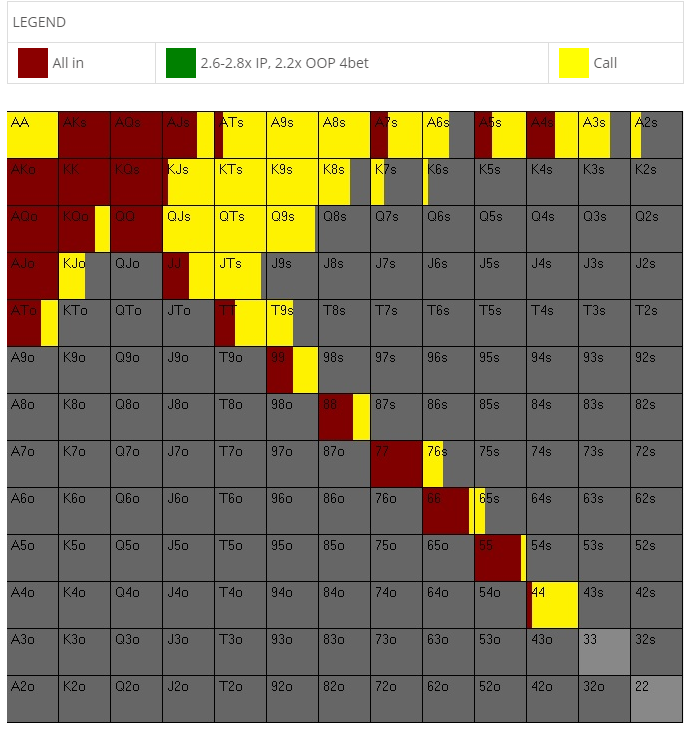 LEGEND
All in 2.6-2.8x IP, 2.2x OOP 4bet Call
AA AKs AQs AJs ATs A9s A8s A7s A6s A5s A4s A3s A2s
AKo KK KQs KJs KTs K9s K8s K7s K6s K5s K4s K3s K2s
AQo KQo QQ QJs QTs Q9s Q8s Q7s Q6s Q5s Q4s Q3s Q2s
AJo KJo QJo JJ JTs J9s J8s J7s J6s J5s J4s J3s J2s
ATo KTo QTo JTo TT T9s T8s T7s T6s T5s T4s T3s T2s
A9o K9o Q9o J9o T9o 99 98s 97s 96s 95s 94s 93s 92s
A8o K8o Q8o J8o T8o 98o 88 87s 86s 85s 84s 83s 82s
A7o K7o Q7o J7o T7o 97o 87o 77 76s 75s 74s 73s 72s
A6o K6o Q6o J6o T6o 96o 86o 76o 66 65s 64s 63s 62s
A5o K5o Q5o J5o T5o 95o 85o 75o 65o 55 54s 53s 52s
A4o K4o Q4o J4o T4o 94o 84o 74o 64o 54o 44 43s 42s
A3o K3o Q3o J3o T3o 93o 83o 73o 63o 53o 43o 33 32s
A2o K2o Q2o J2o T2o 92o 82o 72o 62o 52o 42o 32o 22